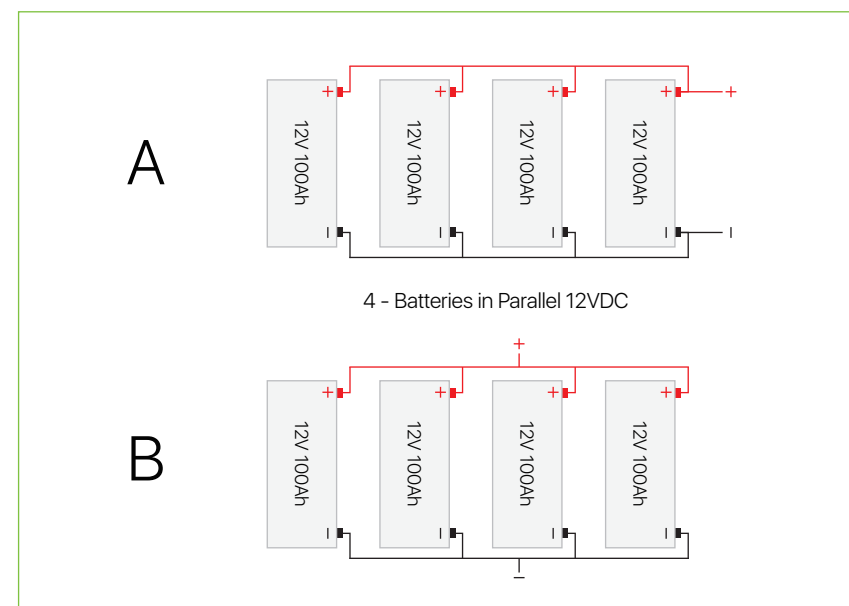 A
+ + + + +
12V 100Ah 12V 100Ah 12V 100Ah 12V 100Ah
− − − − −
4 - Batteries in Parallel 12VDC
B
+
+ + + +
12V 100Ah 12V 100Ah 12V 100Ah 12V 100Ah
− − − −
−